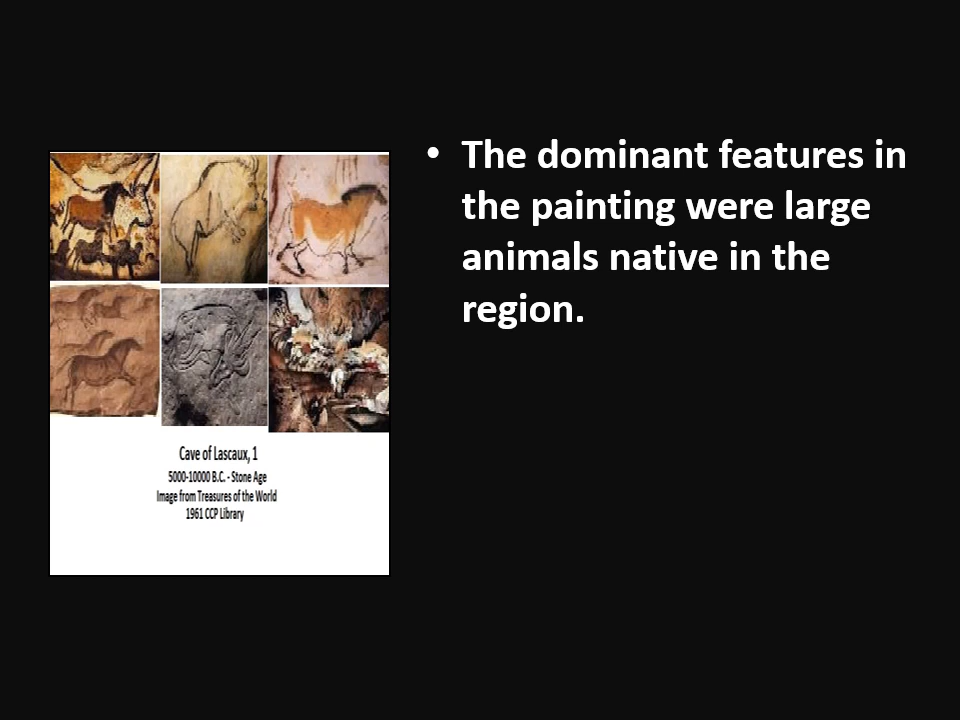 • The dominant features in
the painting were large
animals native in the
region.
Cave of Lascaux, 1
5000-10000 B.C. - Stone Age
Image from Treasures of the World
1961 CCP Library